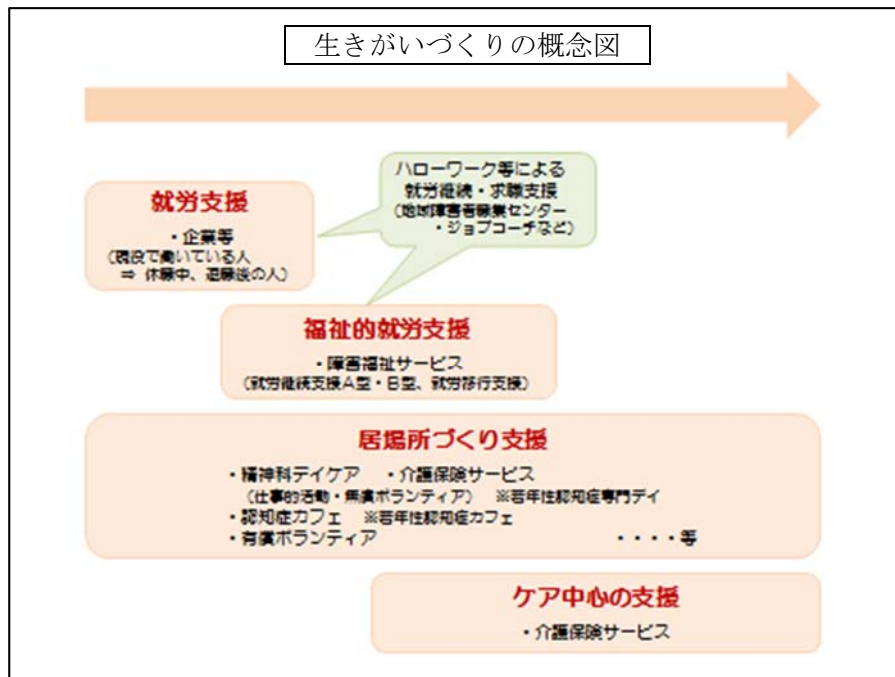 生きがいづくりの概念図
ハローワーク等による
就労継続・求職支援
(地域障害者職業センター
・ジョブコーチなど)
就労支援
・企業等
(現役で働いている人
⇒ 休職中、退職後の人)
福祉的就労支援
・障害福祉サービス
(就労継続支援A型・B型、就労移行支援)
居場所づくり支援
・精神科デイケア ・介護保険サービス
(仕事的活動・無償ボランティア) ※若年性認知症専門デイ
・認知症カフェ ※若年性認知症カフェ
・有償ボランティア ・・・・等
ケア中心の支援
・介護保険サービス